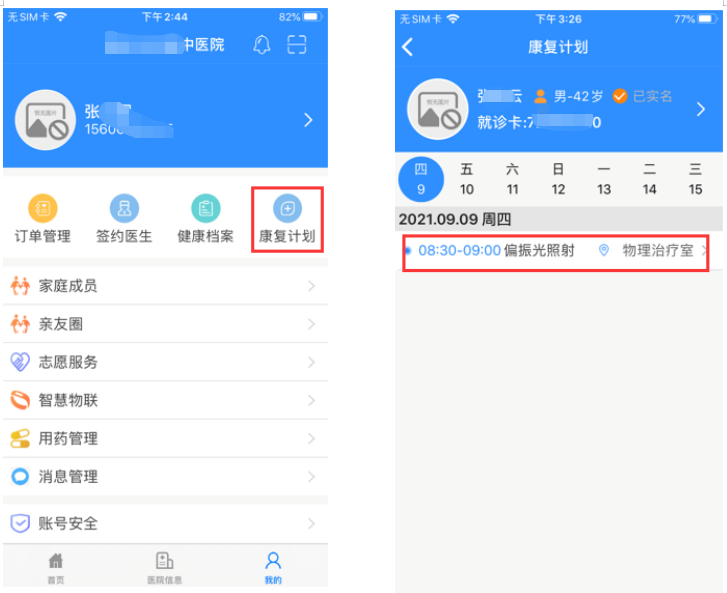 无SIM卡
下午2:44
82%
中医院
暂无图片
张
1560
订单管理
签约医生
健康档案
康复计划
家庭成员
亲友圈
志愿服务
智慧物联
用药管理
消息管理
账号安全
首页
医院信息
我的
无SIM卡
下午3:26
77%
康复计划
暂无图片
张 云 男-42岁 已实名
就诊卡:7 0
四 五 六 日 一 二 三
9 10 11 12 13 14 15
2021.09.09 周四
08:30-09:00 偏振光照射 物理治疗室